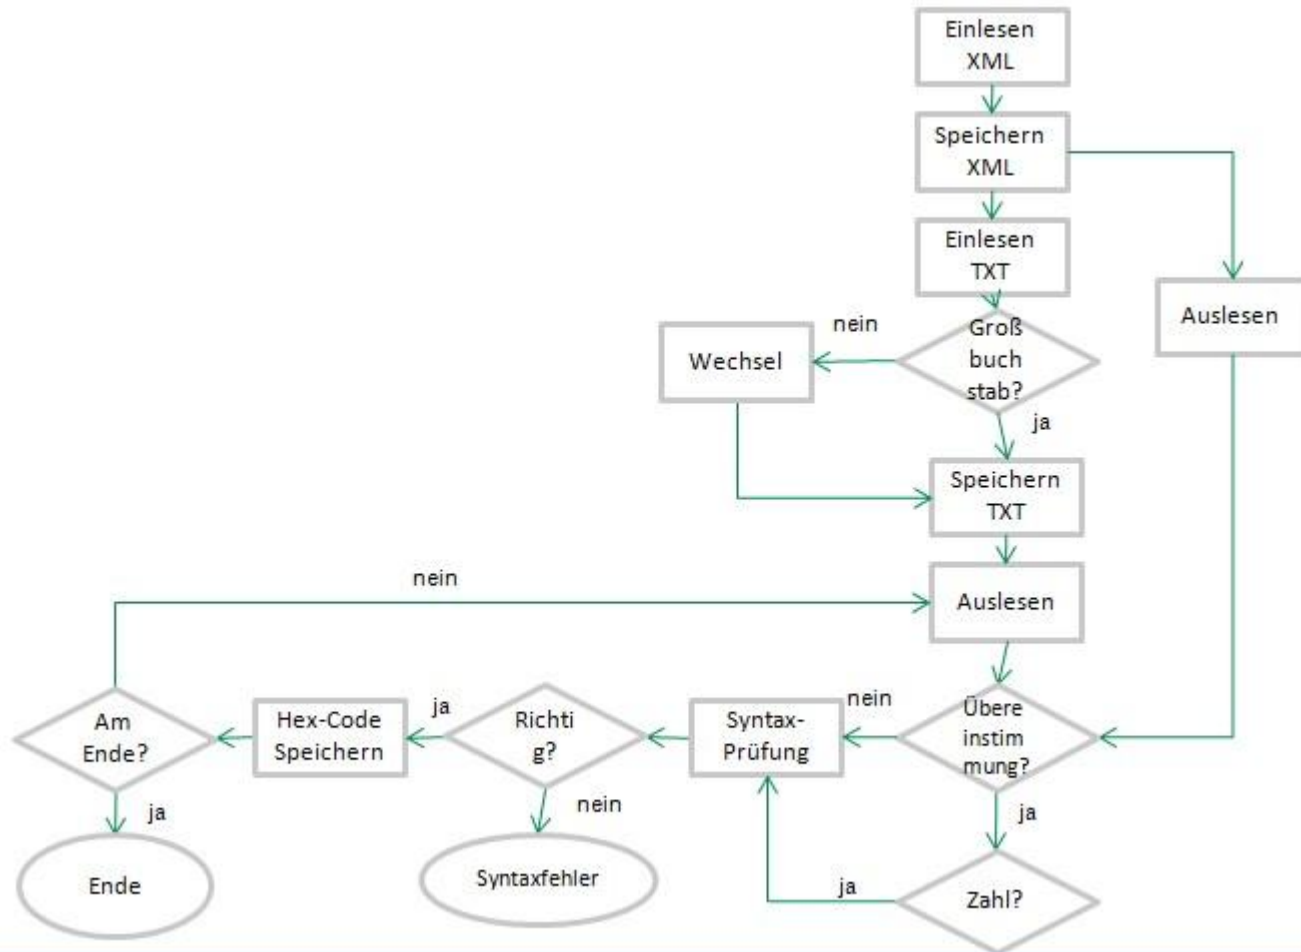 Einlesen
XML
Speichern
XML
Einlesen
TXT
Auslesen
nein
Groß
buch
stab?
Wechsel
ja
Speichern
TXT
nein
Auslesen
Am
Ende?
Hex-Code
Speichern
ja
Richti
g?
Syntax-
Prüfung
nein
Übere
instim
mung?
ja
nein
ja
Ende
Syntaxfehler
ja
Zahl?